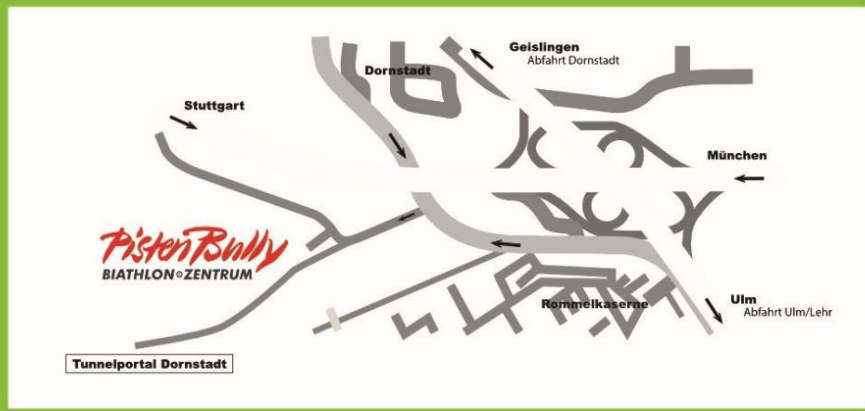 Geislingen
Abfahrt Dornstadt
Dornstadt
Stuttgart
München
PistenBully
BIATHLON ZENTRUM
Rommelkaserne
Ulm
Abfahrt Ulm/Lehr
Tunnelportal Dornstadt